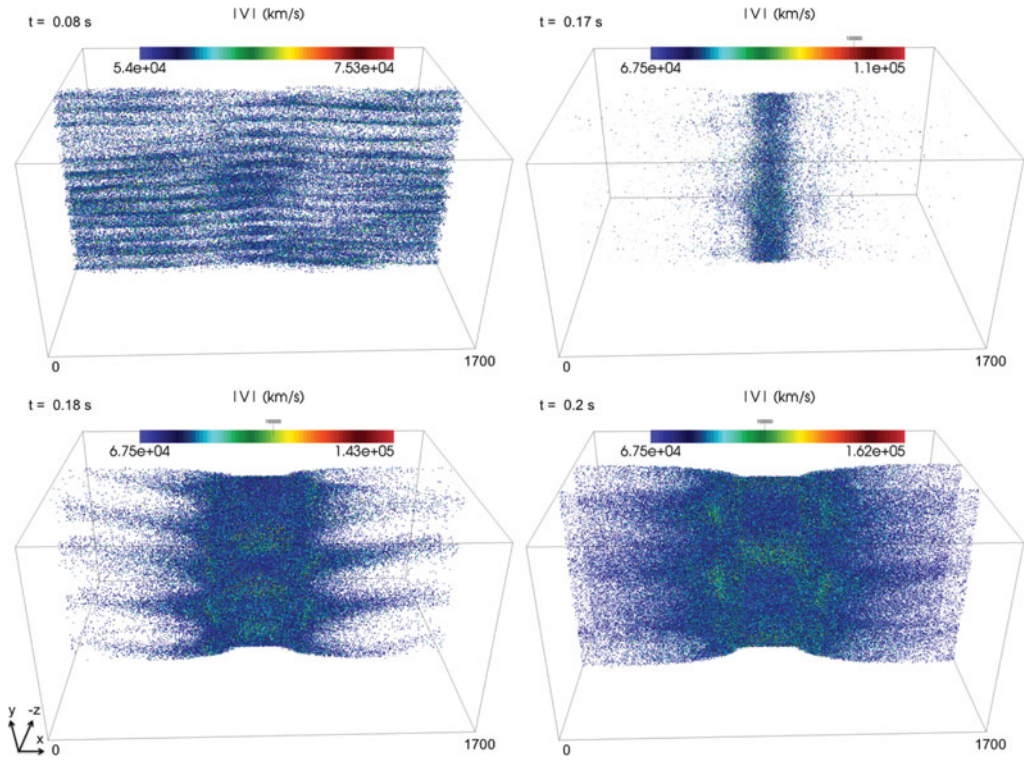 t = 0.08 s
|V| (km/s)
5.4e+04
7.53e+04
0
1700
t = 0.17 s
|V| (km/s)
6.75e+04
1.1e+05
0
1700
t = 0.18 s
|V| (km/s)
6.75e+04
1.43e+05
y -z
x
0
1700
t = 0.2 s
|V| (km/s)
6.75e+04
1.62e+05
0
1700